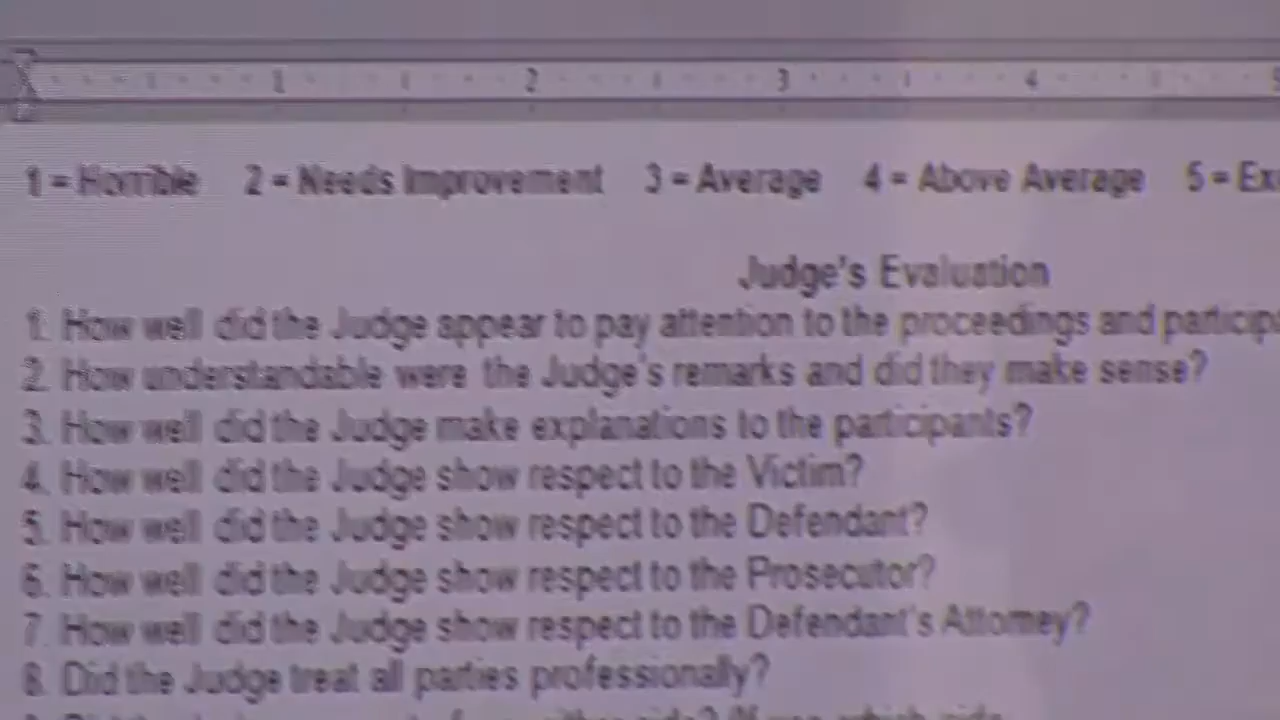 1 2 3 4
1 = Horrible 2 = Needs Improvement 3 = Average 4 = Above Average 5 =
Judge's Evaluation
1. How well did the Judge appear to pay attention to the proceedings and
2. How understandable were the Judge's remarks and did they make sense?
3. How well did the Judge make explanations to the participants?
4. How well did the Judge show respect to the Victim?
5. How well did the Judge show respect to the Defendant?
6. How well did the Judge show respect to the Prosecutor?
7. How well did the Judge show respect to the Defendant's Attorney?
8. Did the Judge treat all parties professionally?